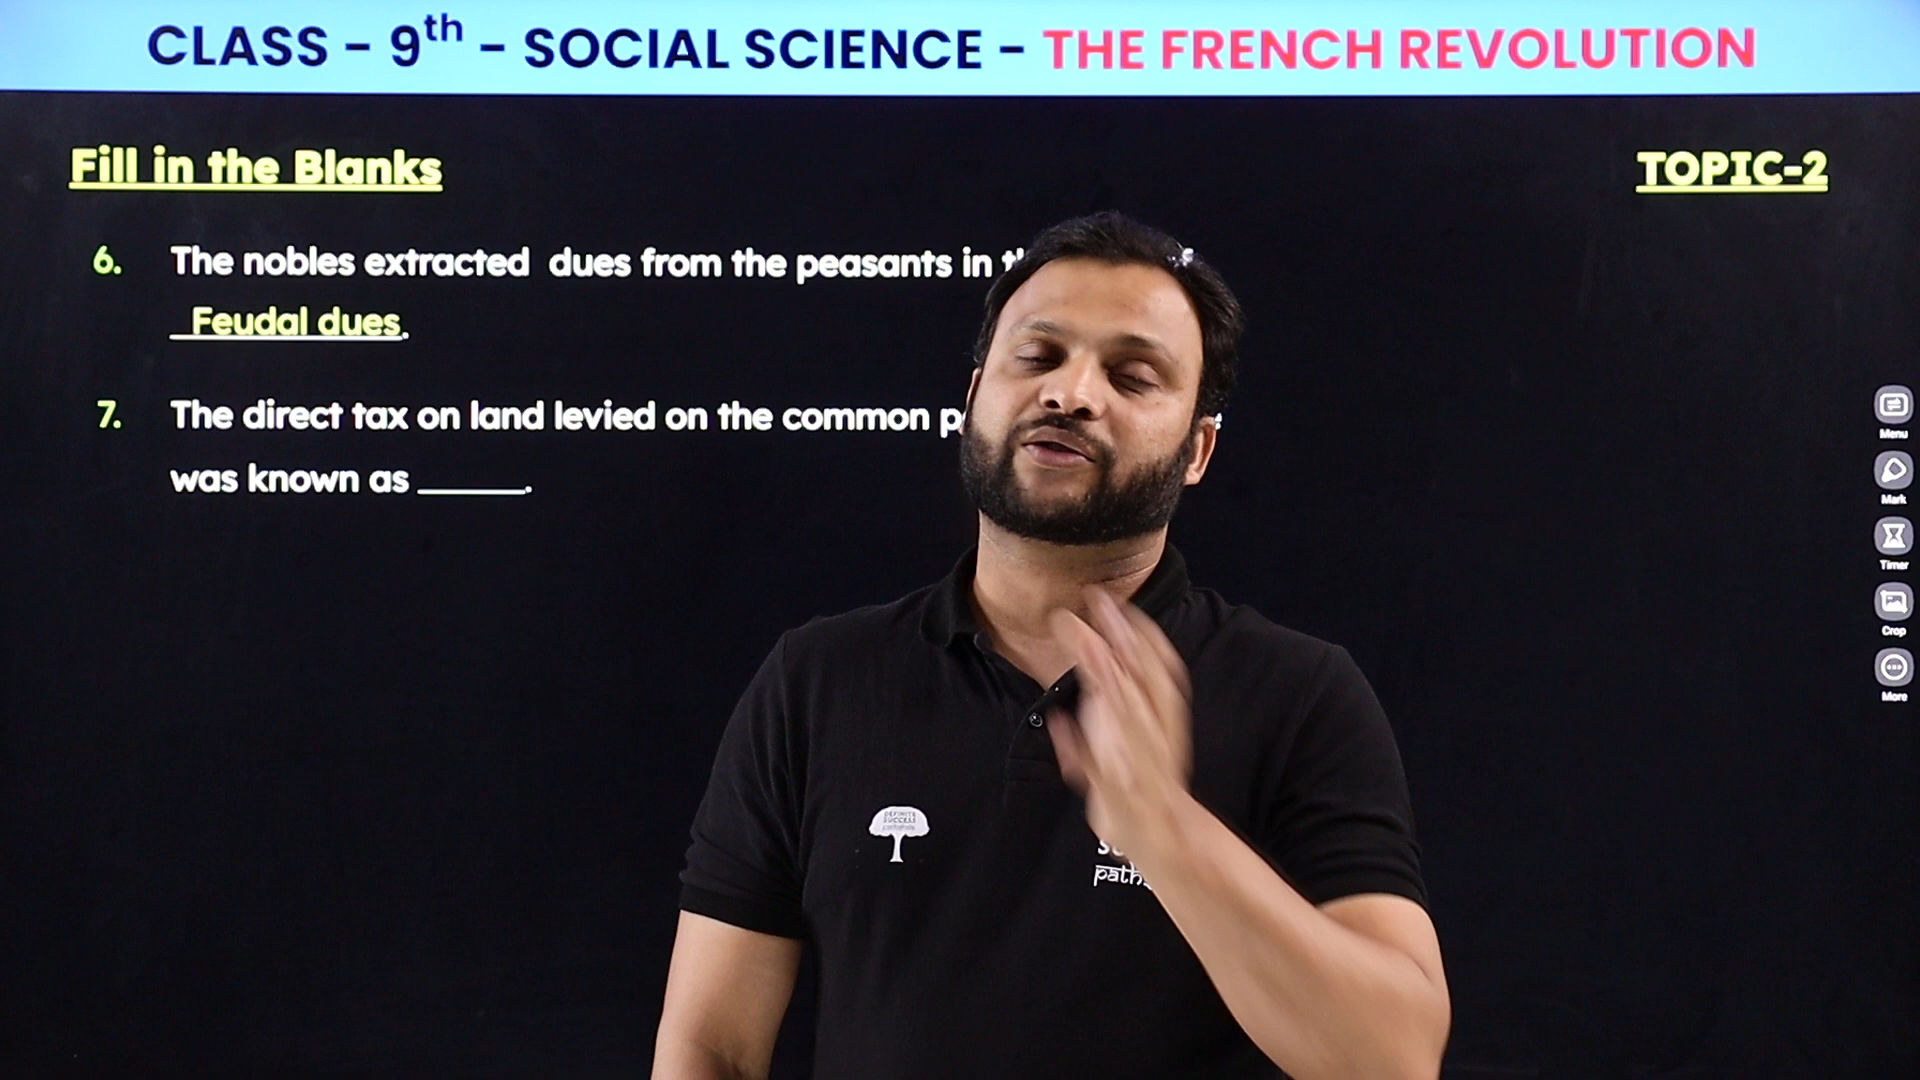 CLASS - 9th - SOCIAL SCIENCE - THE FRENCH REVOLUTION
Fill in the Blanks
TOPIC-2
6. The nobles extracted dues from the peasants in
Feudal dues.
7. The direct tax on land levied on the common
was known as ______.
Menu
Mark
Timer
Crop
More
DEFINITE
SUCCESS